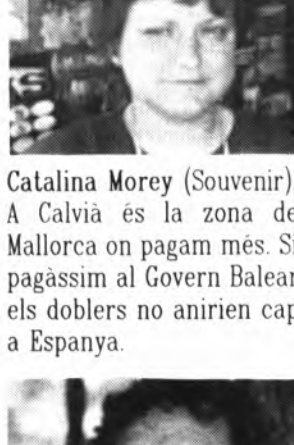 Catalina Morey (Souvenir)
A Calvià és la zona de
Mallorca on pagam més. Si
pagàssim al Govern Balear
els doblers no anirien cap
a Espanya.